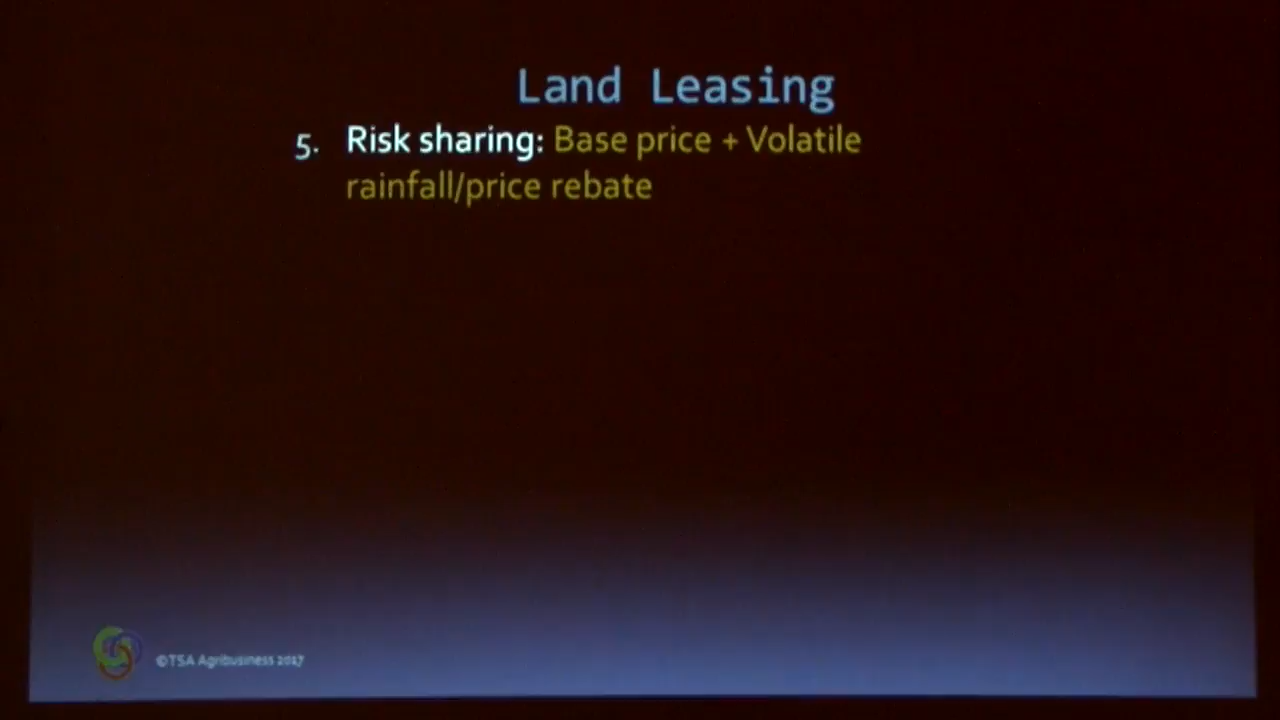 Land Leasing
5. Risk sharing: Base price + Volatile
rainfall/price rebate
©TSA Agribusiness 2017